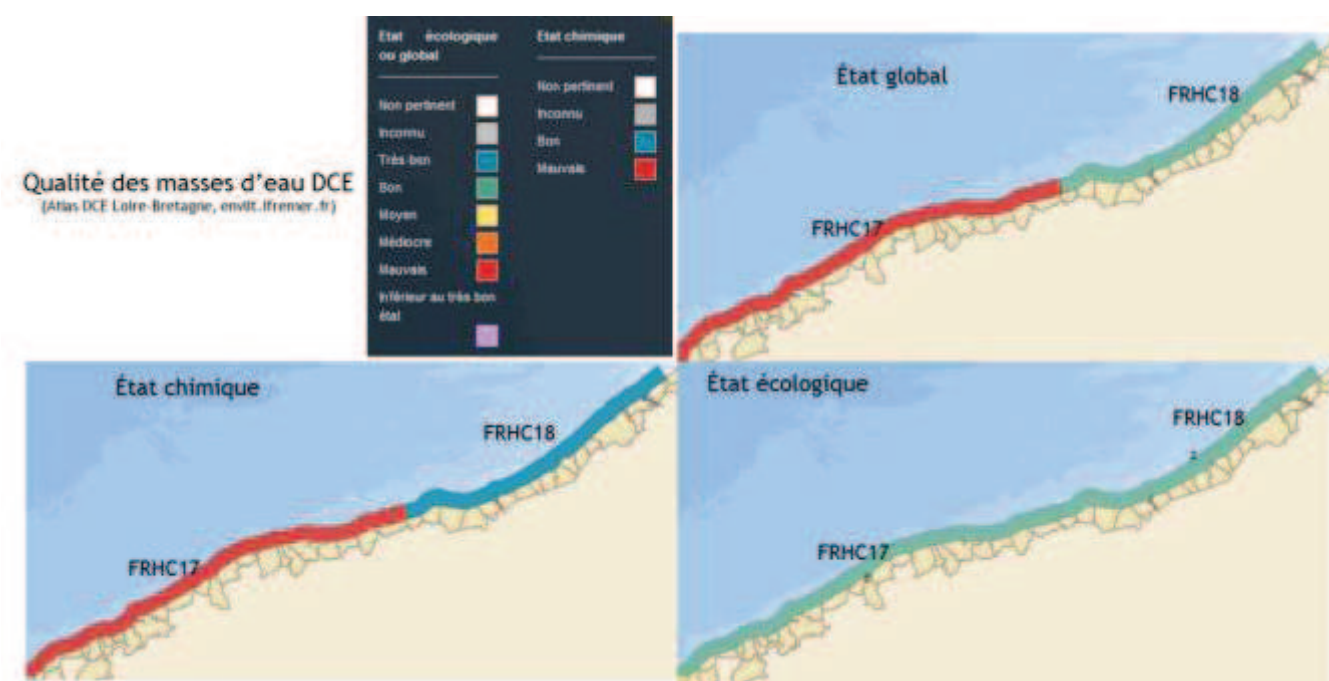 Qualité des masses d'eau DCE
(Atlas DCE Loire-Bretagne, envlit.ifremer.fr)
Etat écologique
ou global
Non pertinent
Inconnu
Très bon
Bon
Moyen
Médiocre
Mauvais
Inférieur au très bon
état
Etat chimique
Non pertinent
Inconnu
Bon
Mauvais
État global
FRHC18
FRHC17
État chimique
FRHC18
FRHC17
État écologique
FRHC18
FRHC17